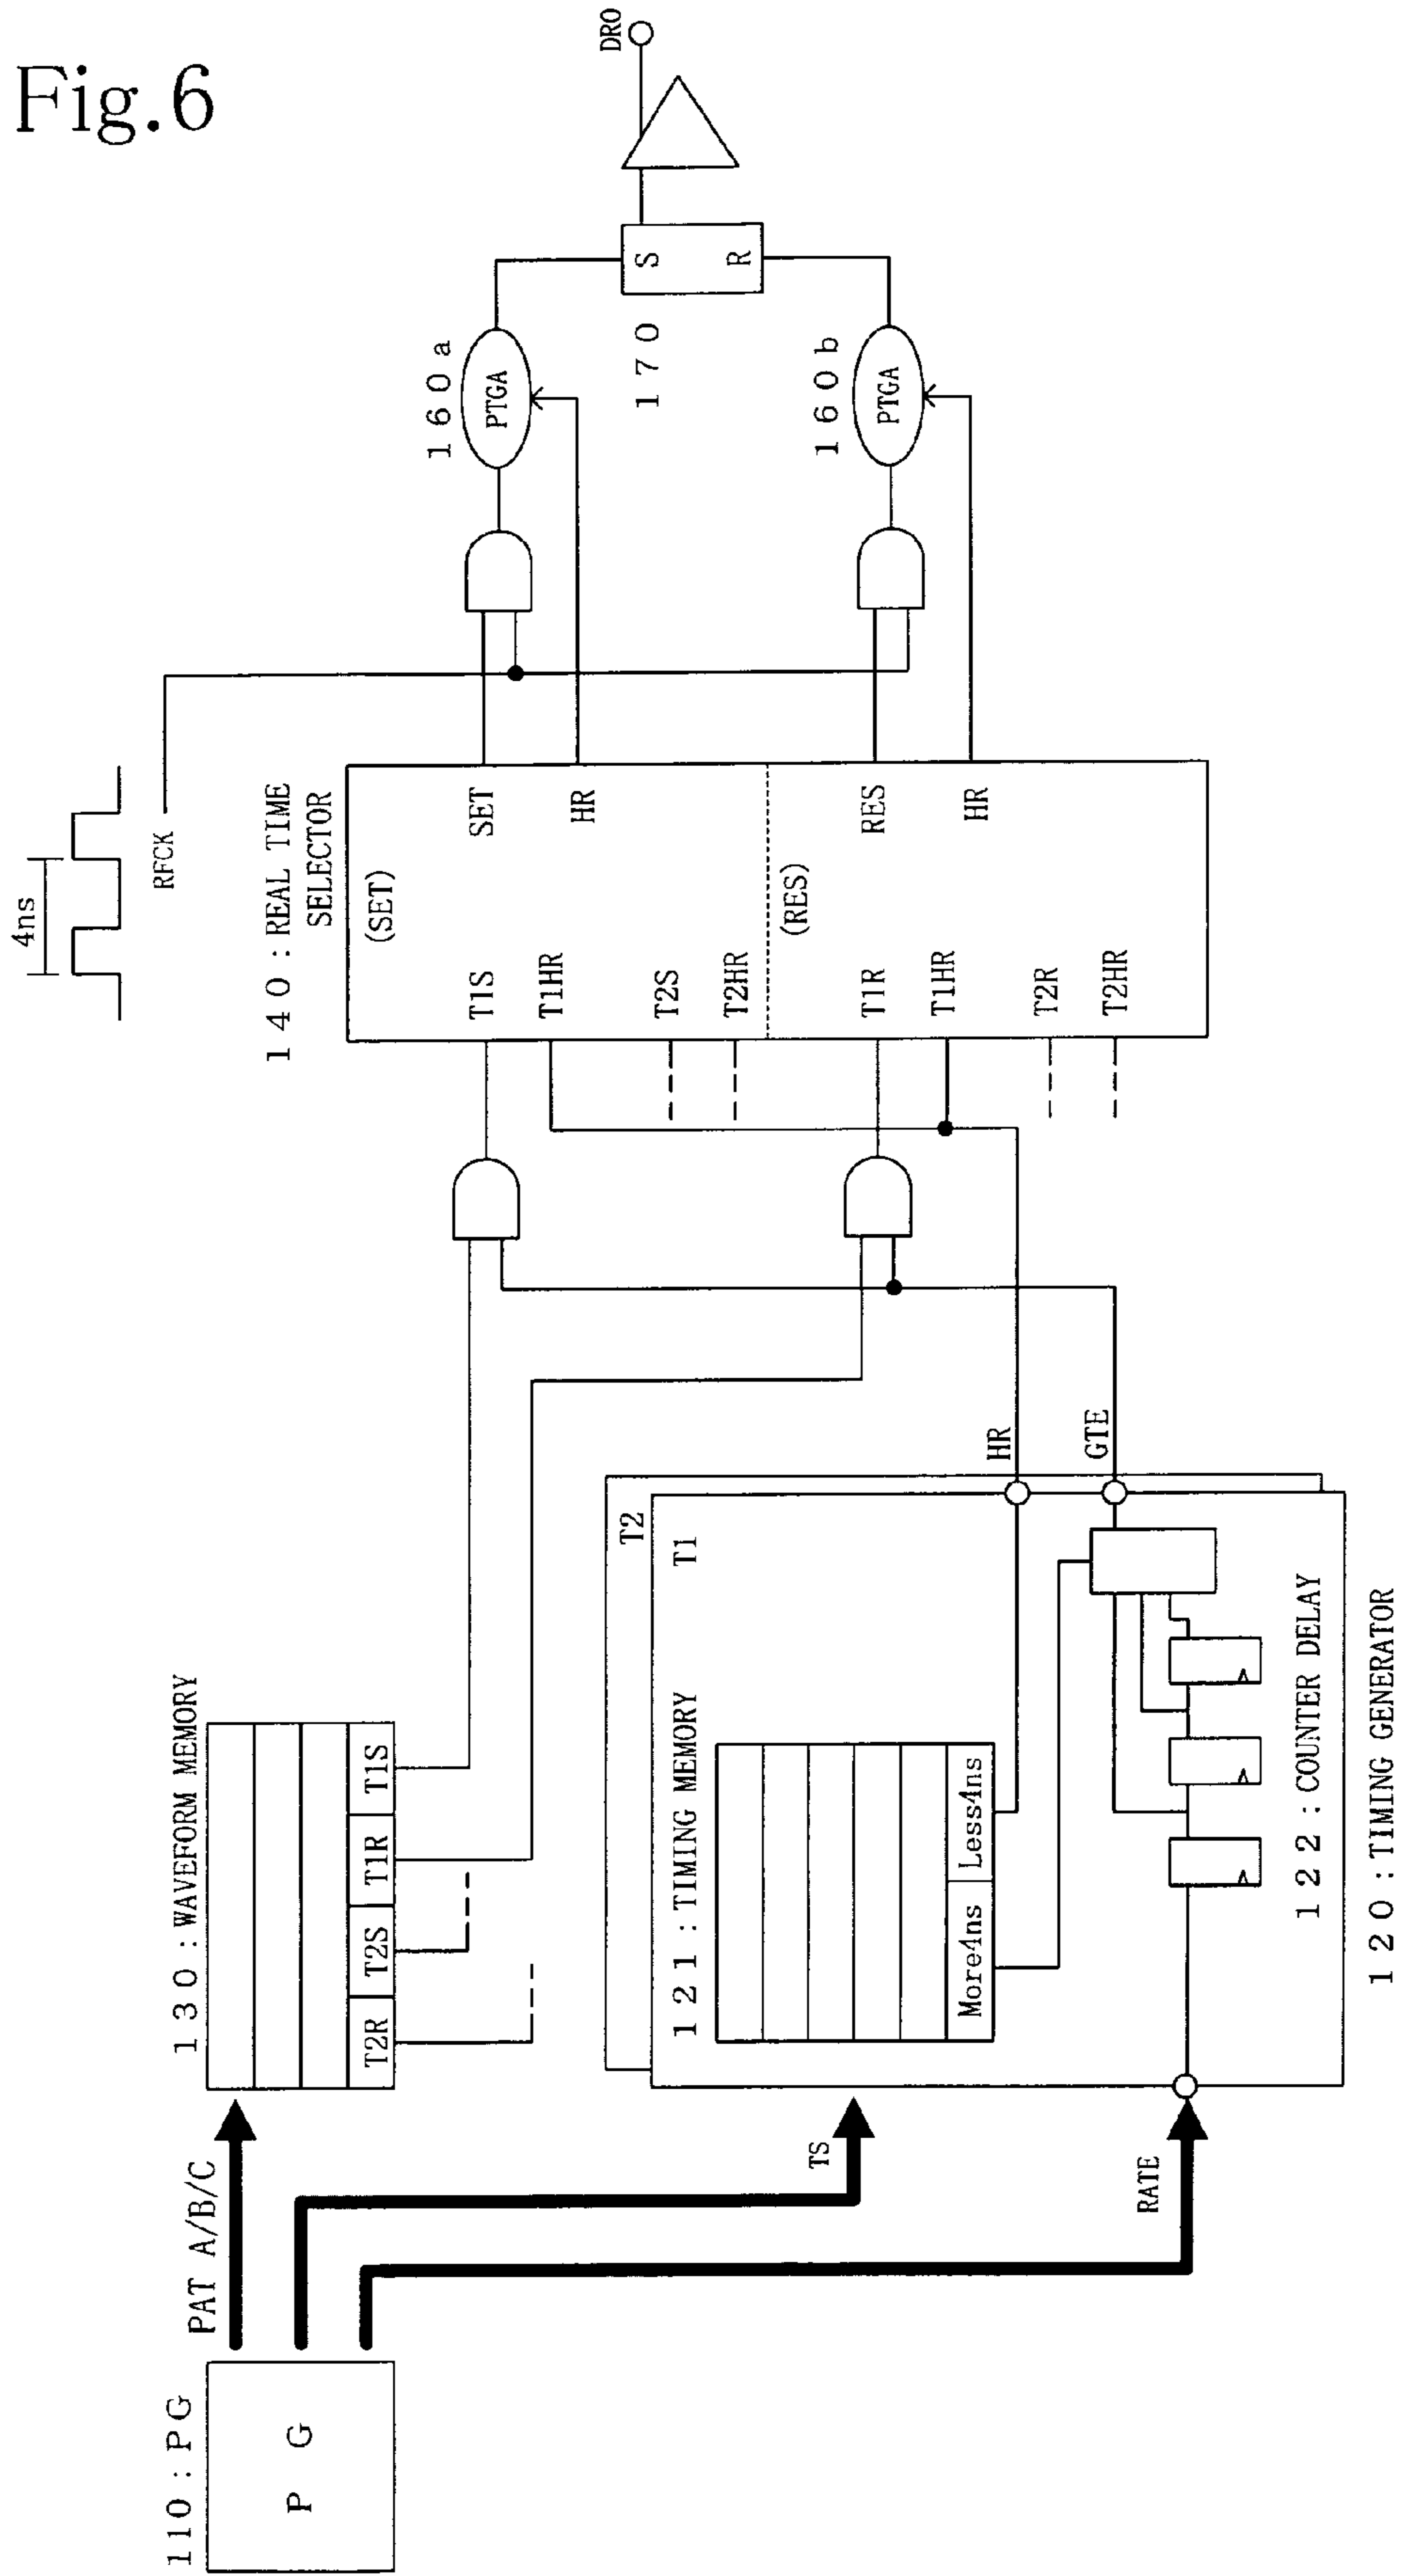 Fig.6
110:PG
P G
PAT A/B/C
TS
RATE
130:WAVEFORM MEMORY
T2R T2S T1R T1S
T2
T1
121:TIMING MEMORY
More4ns Less4ns
HR
GTE
122:COUNTER DELAY
120:TIMING GENERATOR
4ns
RFCK
140:REAL TIME
SELECTOR
(SET)
T1S
T1HR
T2S
T2HR
SET
HR
(RES)
T1R
T1HR
T2R
T2HR
RES
HR
160a
PTGA
160b
PTGA
170
S
R
DRO